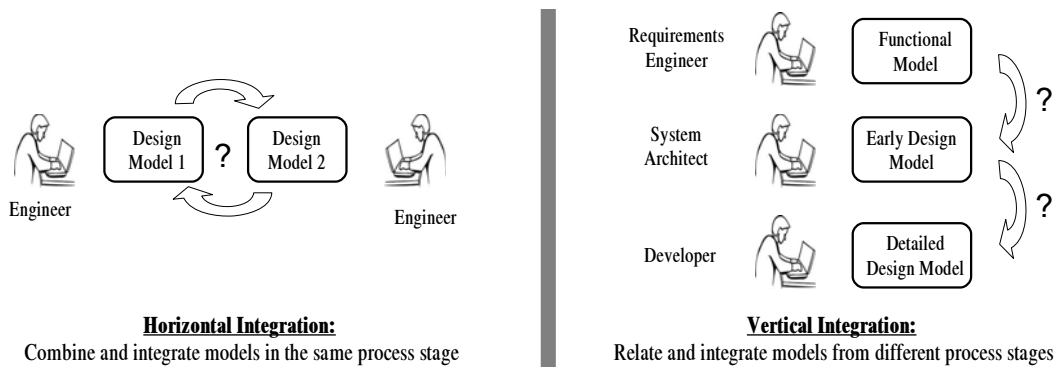 Engineer
Design
Model 1
?
Design
Model 2
Engineer
Horizontal Integration:
Combine and integrate models in the same process stage
Requirements
Engineer
Functional
Model
?
System
Architect
Early Design
Model
?
Developer
Detailed
Design Model
Vertical Integration:
Relate and integrate models from different process stages